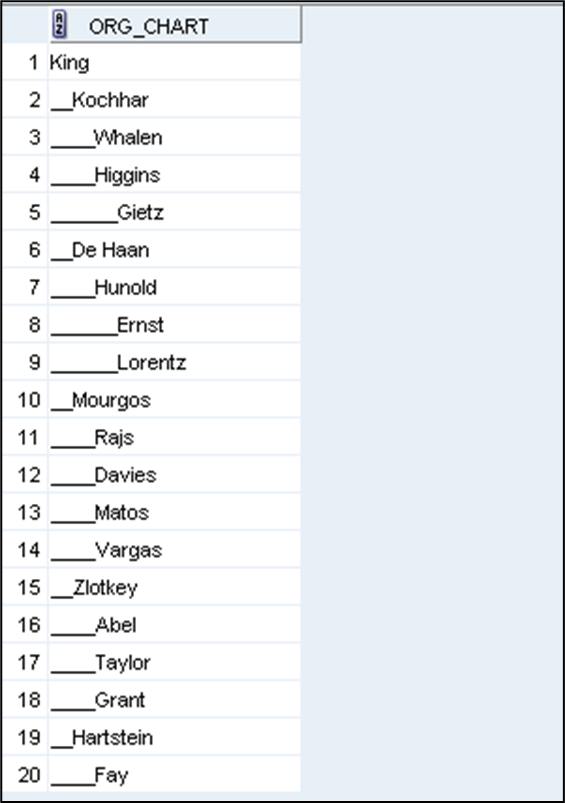 A Z ORG_CHART
1 King
2 __Kochhar
3 ____Whalen
4 ____Higgins
5 ______Gietz
6 __De Haan
7 ____Hunold
8 ______Ernst
9 ______Lorentz
10 __Mourgos
11 ____Rajs
12 ____Davies
13 ____Matos
14 ____Vargas
15 __Zlotkey
16 ____Abel
17 ____Taylor
18 ____Grant
19 __Hartstein
20 ____Fay